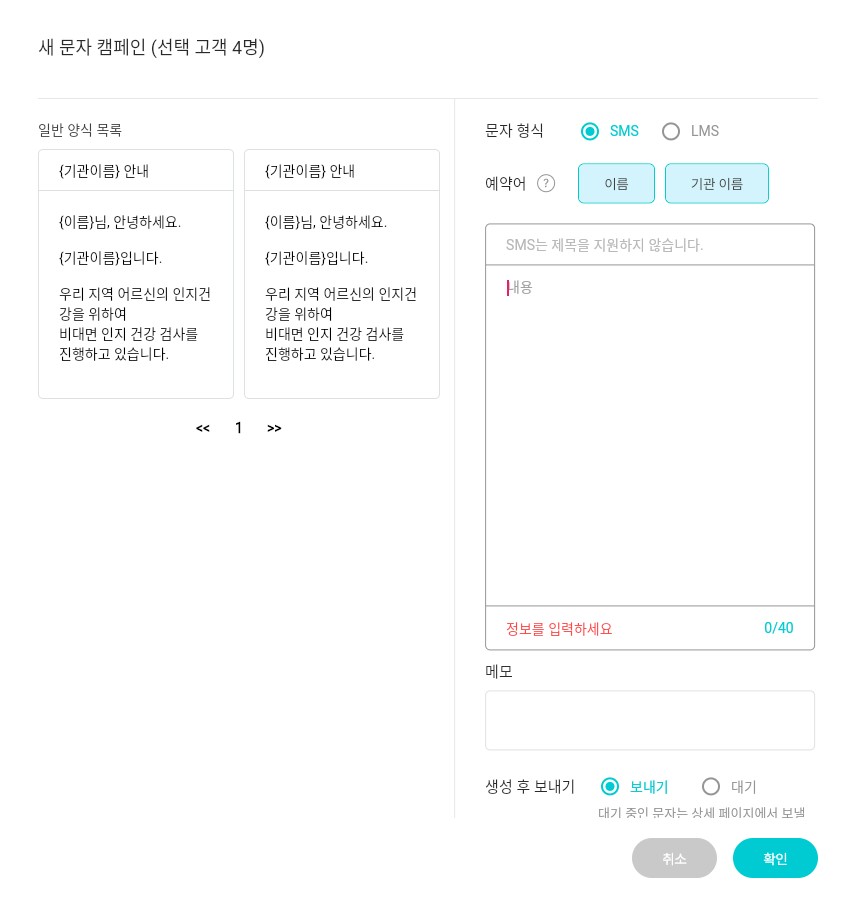 새 문자 캠페인 (선택 고객 4명)
일반 양식 목록
{기관이름} 안내
{이름}님, 안녕하세요.
{기관이름}입니다.
우리 지역 어르신의 인지건
강을 위하여
비대면 인지 건강 검사를
진행하고 있습니다.
{기관이름} 안내
{이름}님, 안녕하세요.
{기관이름}입니다.
우리 지역 어르신의 인지건
강을 위하여
비대면 인지 건강 검사를
진행하고 있습니다.
<< 1 >>
문자 형식 SMS LMS
예약어 ? 이름 기관 이름
SMS는 제목을 지원하지 않습니다.
내용
정보를 입력하세요 0/40
메모
생성 후 보내기 보내기 대기
대기 중인 문자는 상세 페이지에서 보낼
취소 확인